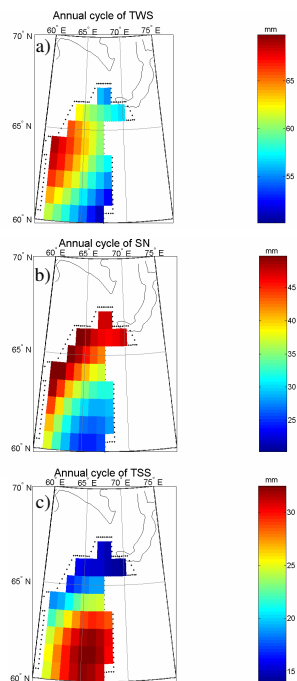 Annual cycle of TWS
60° E 65° E 70° E 75° E
a)
70° N
65° N
60° N
mm
65
60
55
Annual cycle of SN
60° E 65° E 70° E 75° E
b)
70° N
65° N
60° N
mm
45
40
35
30
25
Annual cycle of TSS
60° E 65° E 70° E 75° E
c)
70° N
65° N
60° N
mm
30
25
20
14